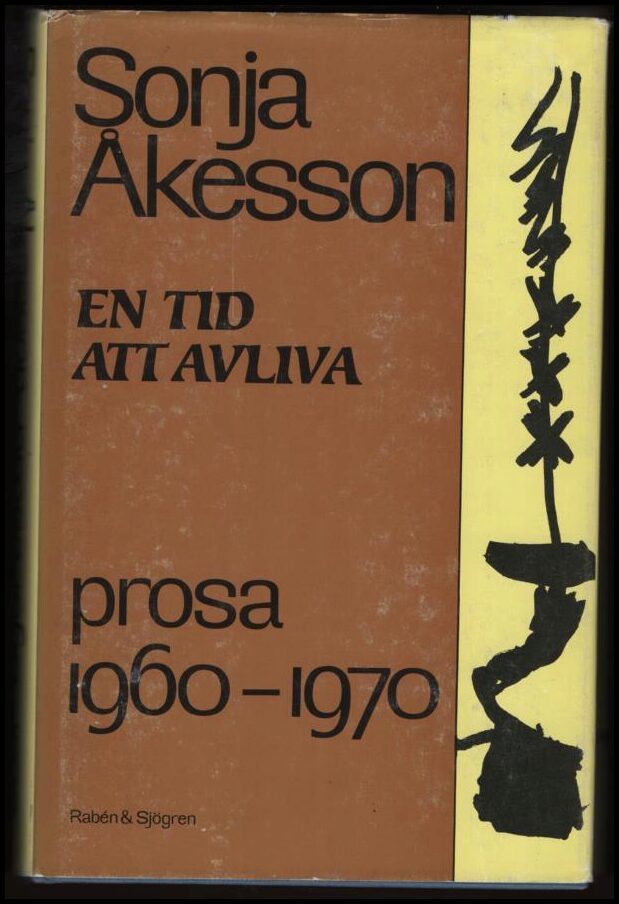 Sonja
Åkesson
EN TID
ATT AVLIVA
prosa
1960–1970
Rabén & Sjögren